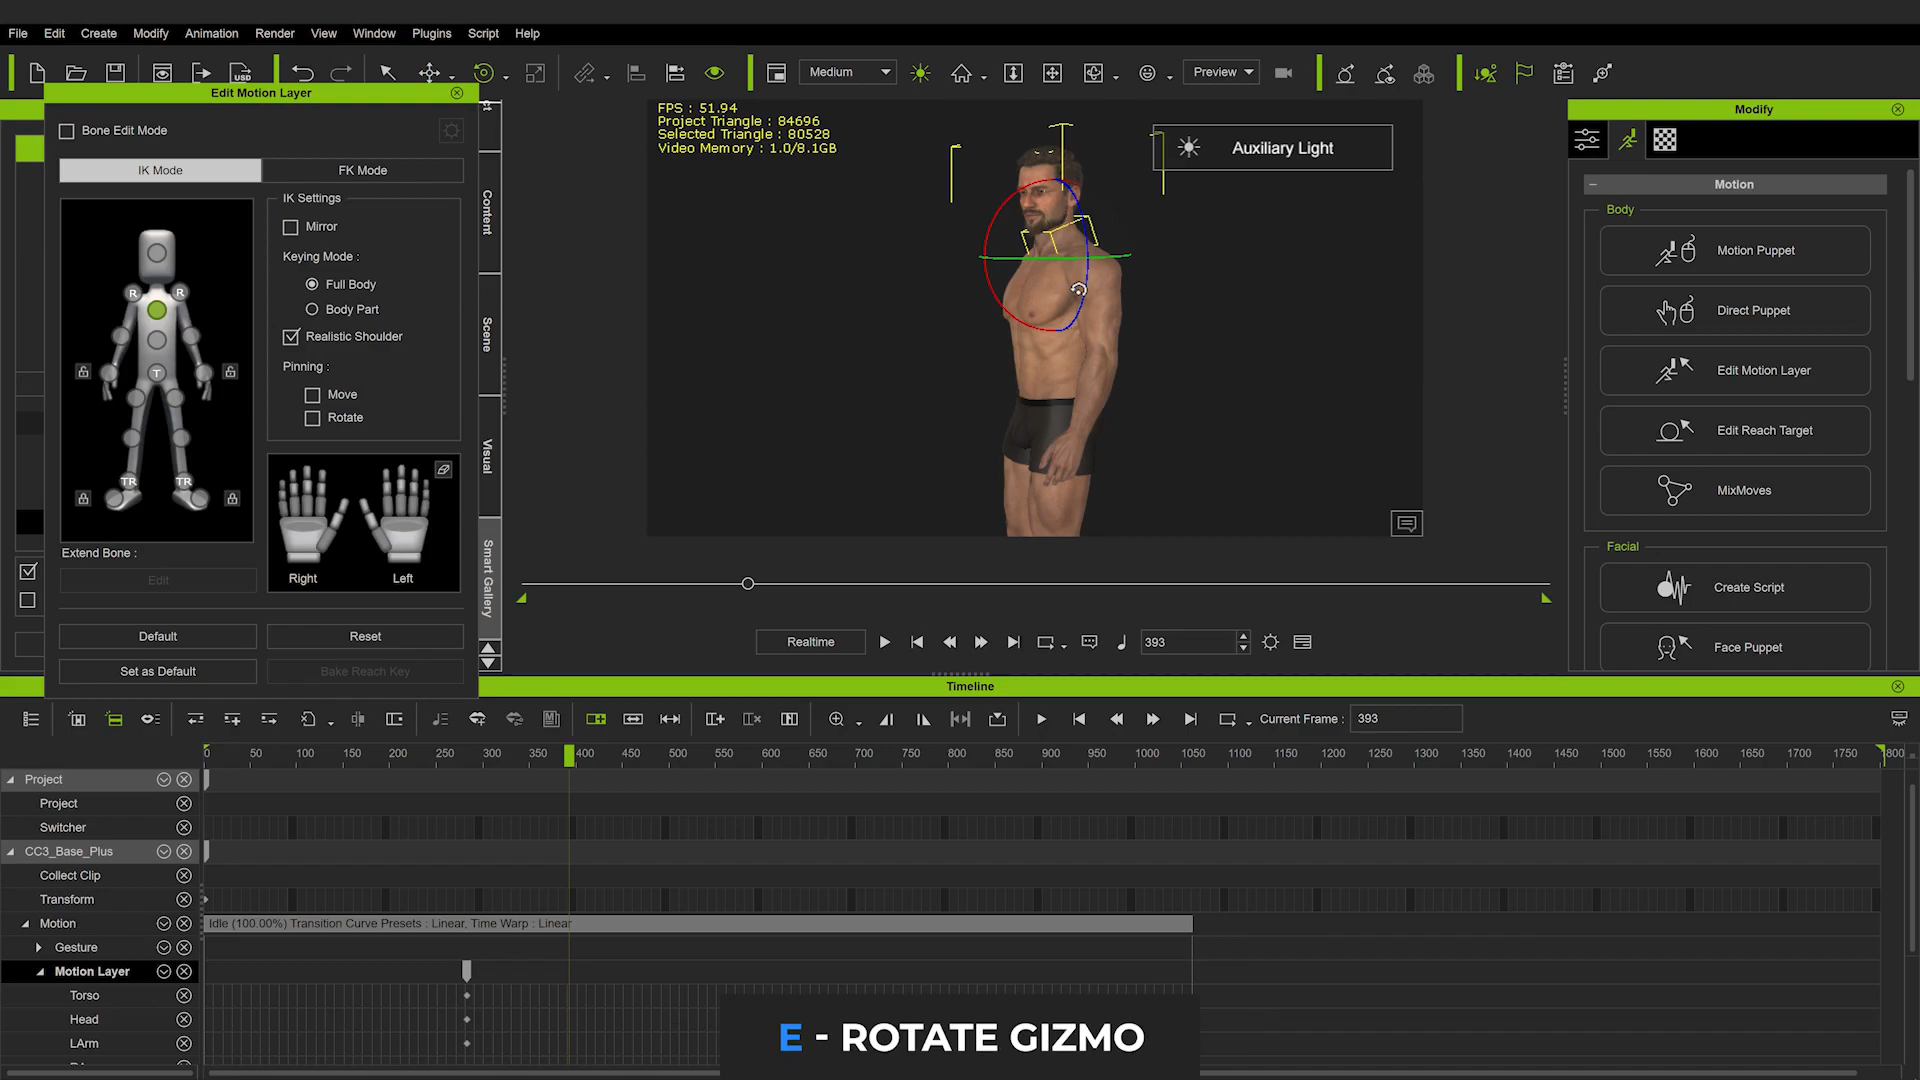 File Edit Create Modify Animation Render View Window Plugins Script Help
USD Medium Preview
Edit Motion Layer
Bone Edit Mode
IK Mode FK Mode
IK Settings
Mirror
Keying Mode :
Full Body
Body Part
Realistic Shoulder
Pinning :
Move
Rotate
R R
T
TR TR
Extend Bone :
Edit
Right Left
Default Reset
Set as Default Bake Reach Key
Content
Scene
Visual
Smart Gallery
FPS : 51.94
Project Triangle : 84696
Selected Triangle : 80528
Video Memory : 1.0/8.1GB
Auxiliary Light
Realtime 393
Modify
Motion
Body
Motion Puppet
Direct Puppet
Edit Motion Layer
Edit Reach Target
MixMoves
Facial
Create Script
Face Puppet
Timeline
Current Frame : 393
0 50 100 150 200 250 300 350 400 450 500 550 600 650 700 750 800 850 900 950 1000 1050 1100 1150 1200 1250 1300 1350 1400 1450 1500 1550 1600 1650 1700 1750 1800
Project
Project
Switcher
CC3_Base_Plus
Collect Clip
Transform
Motion
Idle (100.00%) Transition Curve Presets : Linear, Time Warp : Linear
Gesture
Motion Layer
Torso
Head
LArm
E - ROTATE GIZMO